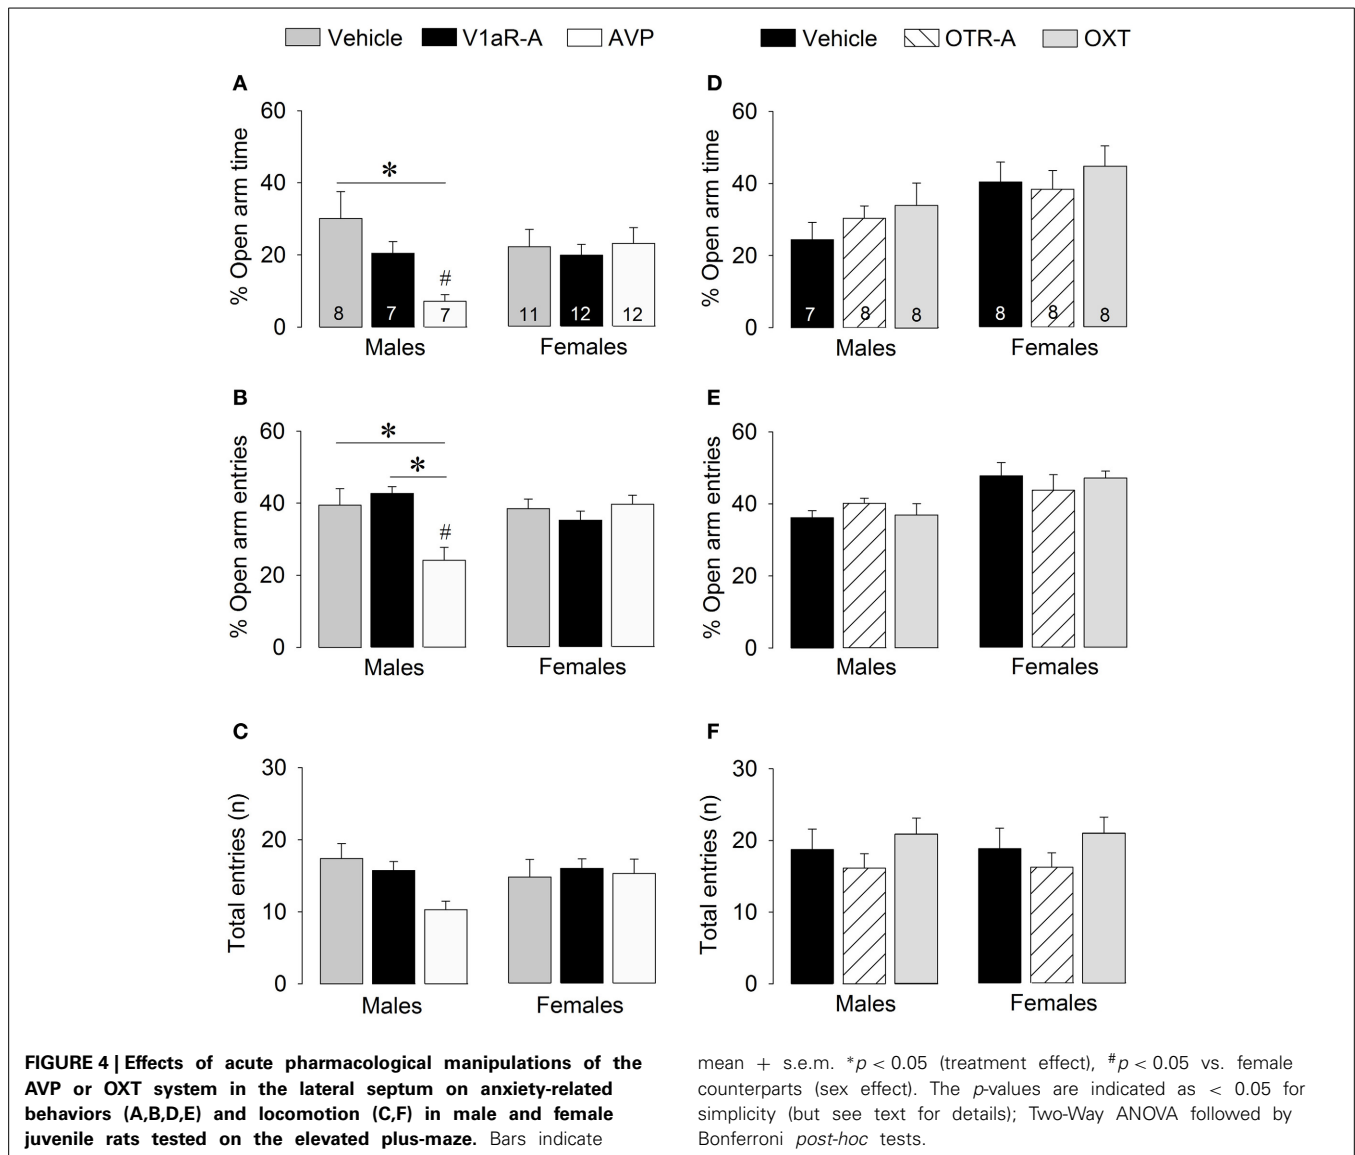 Vehicle V1aR-A AVP
A
60
40
20
0
% Open arm time
*
#
8 7 7 11 12 12
Males Females
B
60
40
20
0
% Open arm entries
*
*
#
Males Females
C
30
20
10
0
Total entries (n)
Males Females
Vehicle OTR-A OXT
D
60
40
20
0
% Open arm time
7 8 8 8 8 8
Males Females
E
60
40
20
0
% Open arm entries
Males Females
F
30
20
10
0
Total entries (n)
Males Females
FIGURE 4 | Effects of acute pharmacological manipulations of the
AVP or OXT system in the lateral septum on anxiety-related
behaviors (A,B,D,E) and locomotion (C,F) in male and female
juvenile rats tested on the elevated plus-maze. Bars indicate
mean + s.e.m. *p < 0.05 (treatment effect), #p < 0.05 vs. female
counterparts (sex effect). The p-values are indicated as < 0.05 for
simplicity (but see text for details); Two-Way ANOVA followed by
Bonferroni post-hoc tests.